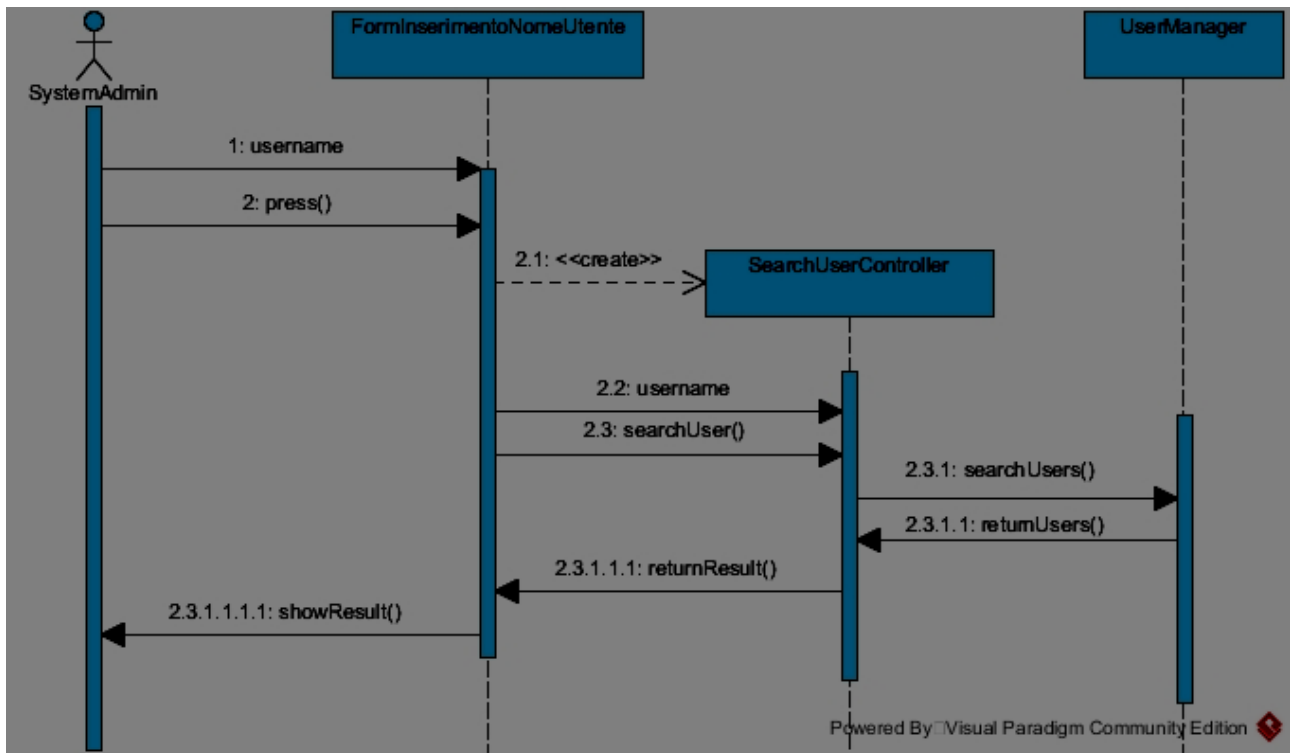 FormInserimentoNomeUtente
UserManager
SystemAdmin
1: username
2: press()
2.1: <<create>>
SearchUserController
2.2: username
2.3: searchUser()
2.3.1: searchUsers()
2.3.1.1: returnUsers()
2.3.1.1.1: returnResult()
2.3.1.1.1.1: showResult()
Powered By Visual Paradigm Community Edition